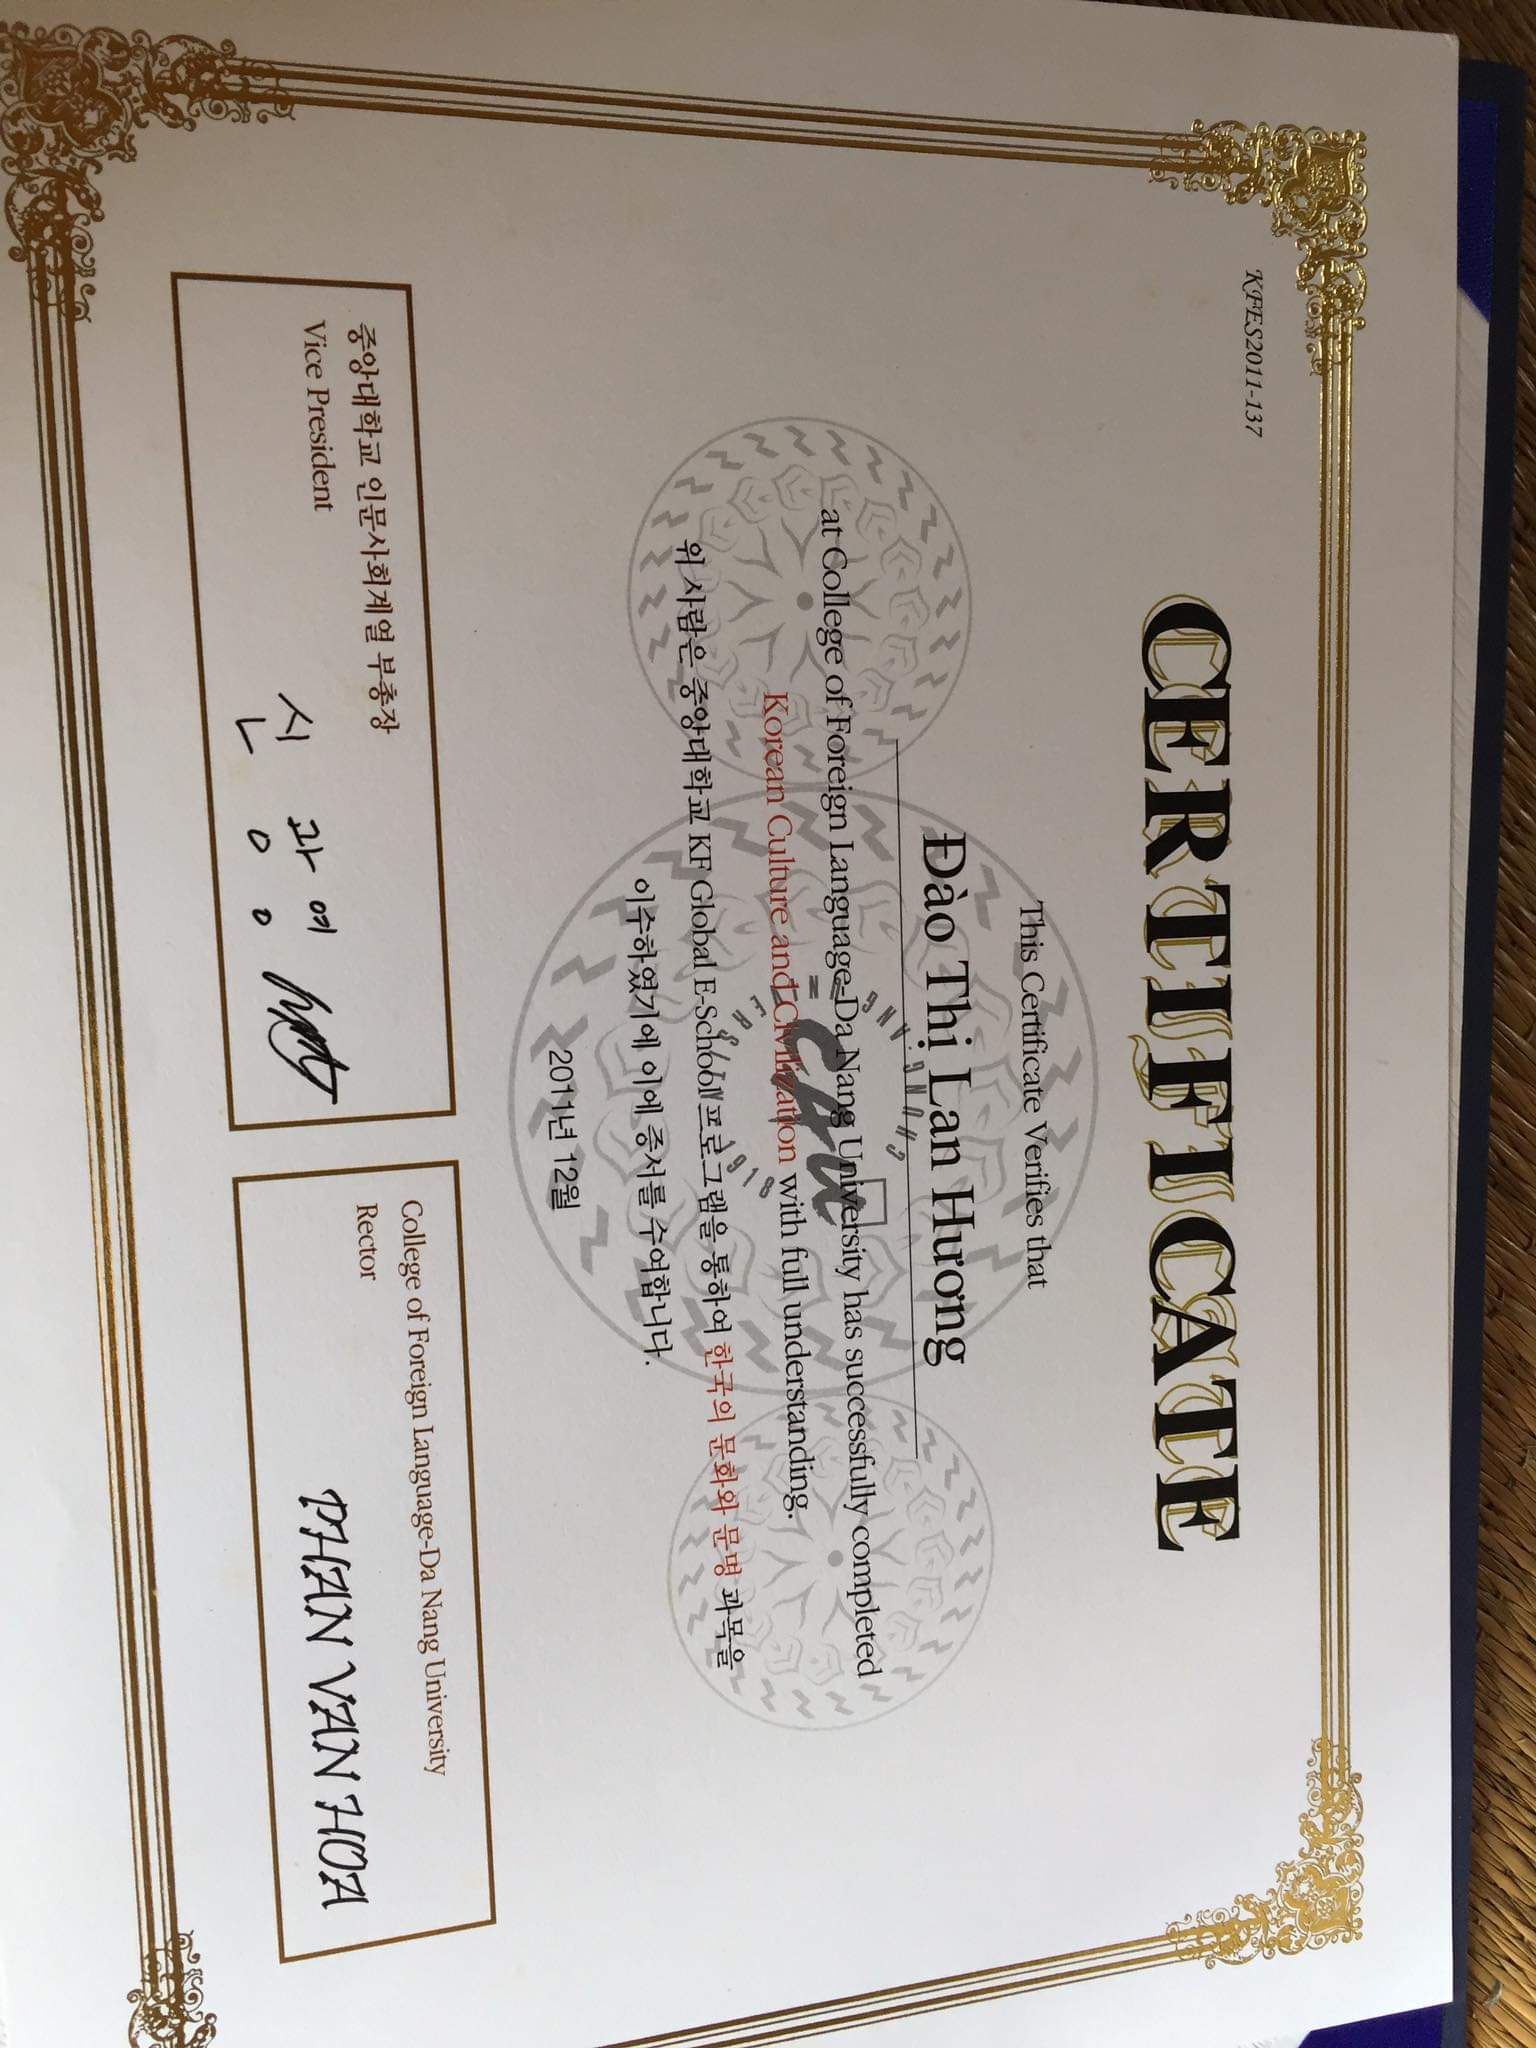 KFES2011-137
CERTIFICATE
This Certificate Verifies that
Đào Thị Lan Hương
at College of Foreign Language-Da Nang University has successfully completed
Korean Culture and Civilization with full understanding.
위 사람은 중앙대학교 KF Global E-School 프로그램을 통하여 한국의 문화와 문명 과목을
이수하였기에 이에 증서를 수여합니다.
2011년 12월
CAU
1918
중앙대학교 인문사회계열 부총장
Vice President
신 광 영
College of Foreign Language-Da Nang University
Rector
PHAN VAN HOA